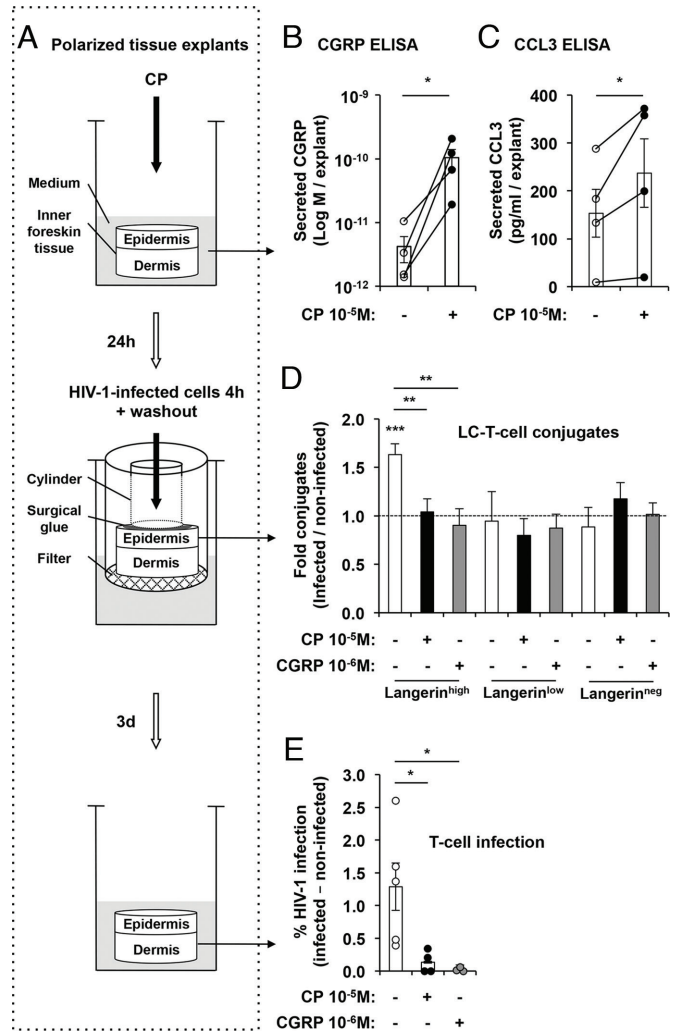 A
Polarized tissue explants
CP
Medium
Inner
foreskin
tissue
Epidermis
Dermis
24h
HIV-1-infected cells 4h
+ washout
Cylinder
Surgical
glue
Filter
Epidermis
Dermis
3d
Epidermis
Dermis
B
CGRP ELISA
*
Secreted CGRP
(Log M / explant)
10⁻⁹
10⁻¹⁰
10⁻¹¹
10⁻¹²
CP 10⁻⁵M: - +
C
CCL3 ELISA
*
Secreted CCL3
(pg/ml / explant)
400
300
200
100
0
CP 10⁻⁵M: - +
D
**
**
***
LC-T-cell conjugates
Fold conjugates
(Infected / non-infected)
2.0
1.5
1.0
0.5
0.0
CP 10⁻⁵M: - + - - + - - + -
CGRP 10⁻⁶M: - - + - - + - - +
Langerinʰⁱᵍʰ Langerinˡᵒʷ Langerinⁿᵉᵍ
E
*
*
T-cell infection
% HIV-1 infection
(infected – non-infected)
3.0
2.5
2.0
1.5
1.0
0.5
0.0
CP 10⁻⁵M: - + -
CGRP 10⁻⁶M: - - +